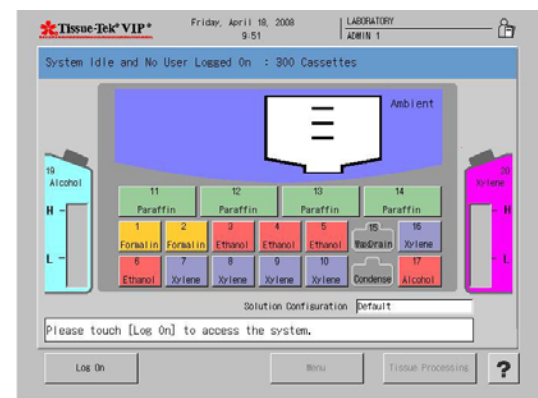 Tissue-Tek® VIP®
Friday, April 18, 2008
9:51
LABORATORY
ADMIN 1
System Idle and No User Logged On : 300 Cassettes
Ambient
19
Alcohol
H
L
20
Xylene
H
L
11
Paraffin
12
Paraffin
13
Paraffin
14
Paraffin
1
Formalin
2
Formalin
3
Ethanol
4
Ethanol
5
Ethanol
15
WaxDrain
16
Xylene
6
Ethanol
7
Xylene
8
Xylene
9
Xylene
10
Xylene
Condense
17
Alcohol
Solution Configuration Default
Please touch [Log On] to access the system.
Log On
Menu
Tissue Processing
?